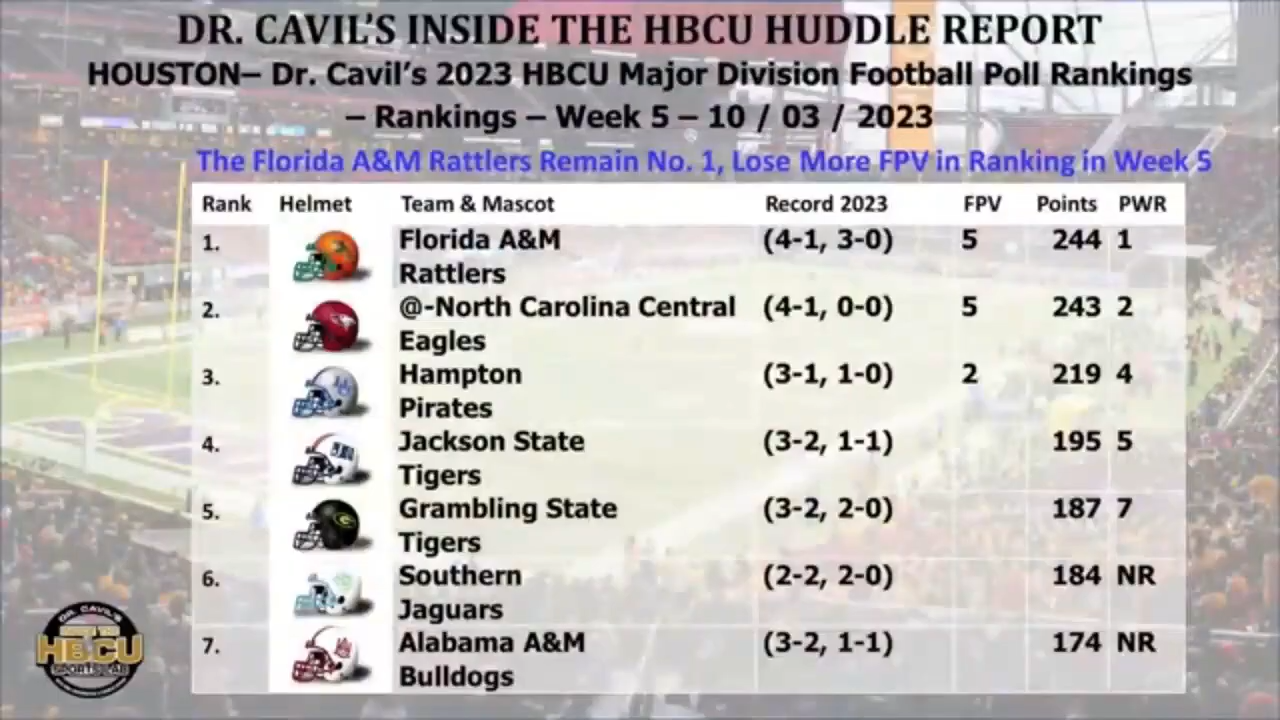 DR. CAVIL'S INSIDE THE HBCU HUDDLE REPORT
HOUSTON– Dr. Cavil's 2023 HBCU Major Division Football Poll Rankings
– Rankings – Week 5 – 10 / 03 / 2023
The Florida A&M Rattlers Remain No. 1, Lose More FPV in Ranking in Week 5
Rank Helmet Team & Mascot Record 2023 FPV Points PWR
1. Florida A&M (4-1, 3-0) 5 244 1
Rattlers
2. @-North Carolina Central (4-1, 0-0) 5 243 2
Eagles
3. Hampton (3-1, 1-0) 2 219 4
Pirates
4. Jackson State (3-2, 1-1) 195 5
Tigers
5. Grambling State (3-2, 2-0) 187 7
Tigers
6. Southern (2-2, 2-0) 184 NR
Jaguars
7. Alabama A&M (3-2, 1-1) 174 NR
Bulldogs
DR. CAVIL'S
HBCU
SPORTS LAB